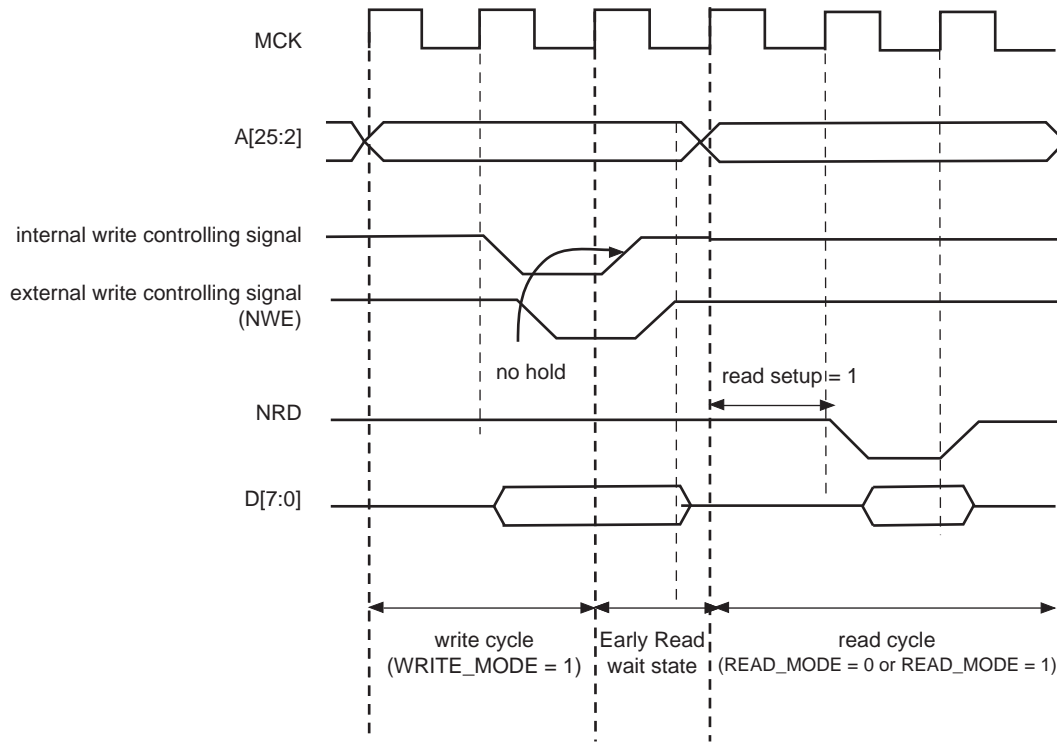 MCK
A[25:2]
internal write controlling signal
external write controlling signal
(NWE)
no hold
read setup = 1
NRD
D[7:0]
write cycle
(WRITE_MODE = 1)
Early Read
wait state
read cycle
(READ_MODE = 0 or READ_MODE = 1)